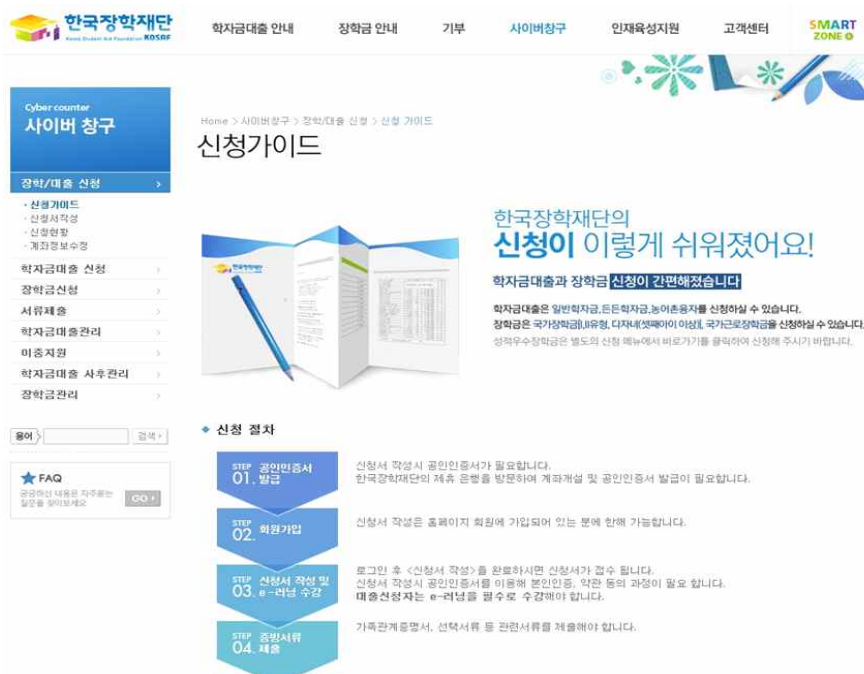 한국장학재단
Korea Student Aid Foundation KOSAF
학자금대출 안내
장학금 안내
기부
사이버창구
인재육성지원
고객센터
SMART
ZONE
Cyber counter
사이버 창구
장학/대출 신청
· 신청가이드
· 신청서작성
· 신청현황
· 계좌정보수정
학자금대출 신청
장학금신청
서류제출
학자금대출관리
이중지원
학자금대출 사후관리
장학금관리
용어
검색
FAQ
궁금하신 내용은 자주묻는
질문을 찾아보세요
GO
Home > 사이버창구 > 장학/대출 신청 > 신청 가이드
신청가이드
한국장학재단
한국장학재단의
신청이 이렇게 쉬워졌어요!
학자금대출과 장학금 신청이 간편해졌습니다
학자금대출은 일반학자금,든든학자금,농어촌융자를 신청하실 수 있습니다.
장학금은 국가장학금I,II유형, 다자녀(셋째아이 이상), 국가근로장학금을 신청하실 수 있습니다.
성적우수장학금은 별도의 신청 메뉴에서 바로가기를 클릭하여 신청해 주시기 바랍니다.
신청 절차
STEP 01. 공인인증서 발급
신청서 작성시 공인인증서가 필요합니다.
한국장학재단의 제휴 은행을 방문하여 계좌개설 및 공인인증서 발급이 필요합니다.
STEP 02. 회원가입
신청서 작성은 홈페이지 회원에 가입되어 있는 분에 한해 가능합니다.
STEP 03. 신청서 작성 및 e-러닝 수강
로그인 후 <신청서 작성>을 완료하시면 신청서가 접수 됩니다.
신청서 작성시 공인인증서를 이용해 본인인증, 약관 동의 과정이 필요 합니다.
대출신청자는 e-러닝을 필수로 수강해야 합니다.
STEP 04. 증빙서류 제출
가족관계증명서, 선택서류 등 관련서류를 제출해야 합니다.